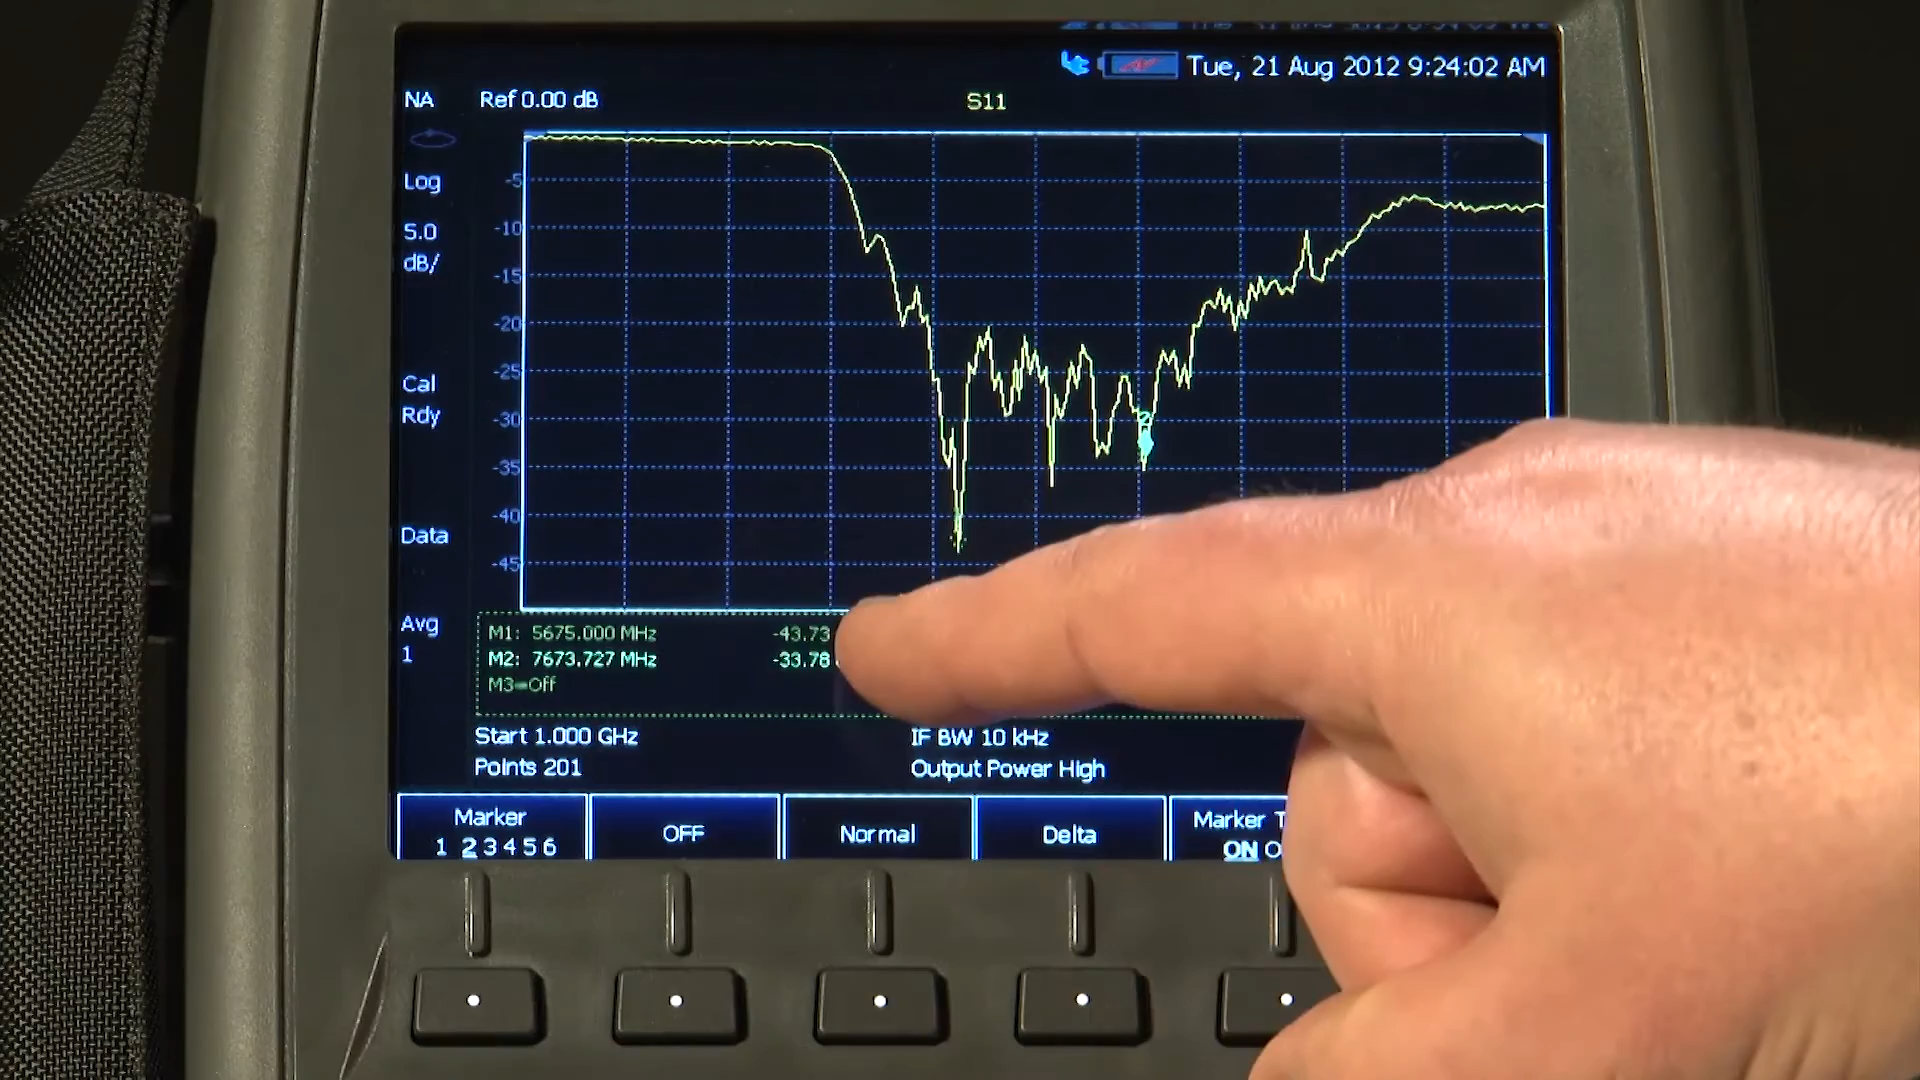 Tue, 21 Aug 2012 9:24:02 AM
NA
Ref 0.00 dB
S11
Log
5.0
dB/
-5
-10
-15
-20
-25
-30
-35
-40
-45
Cal
Rdy
2
Data
Avg
1
M1: 5675.000 MHz -43.73
M2: 7673.727 MHz -33.78
M3=Off
Start 1.000 GHz
IF BW 10 kHz
Points 201
Output Power High
Marker
1 2 3 4 5 6
OFF
Normal
Delta
Marker T
ON O